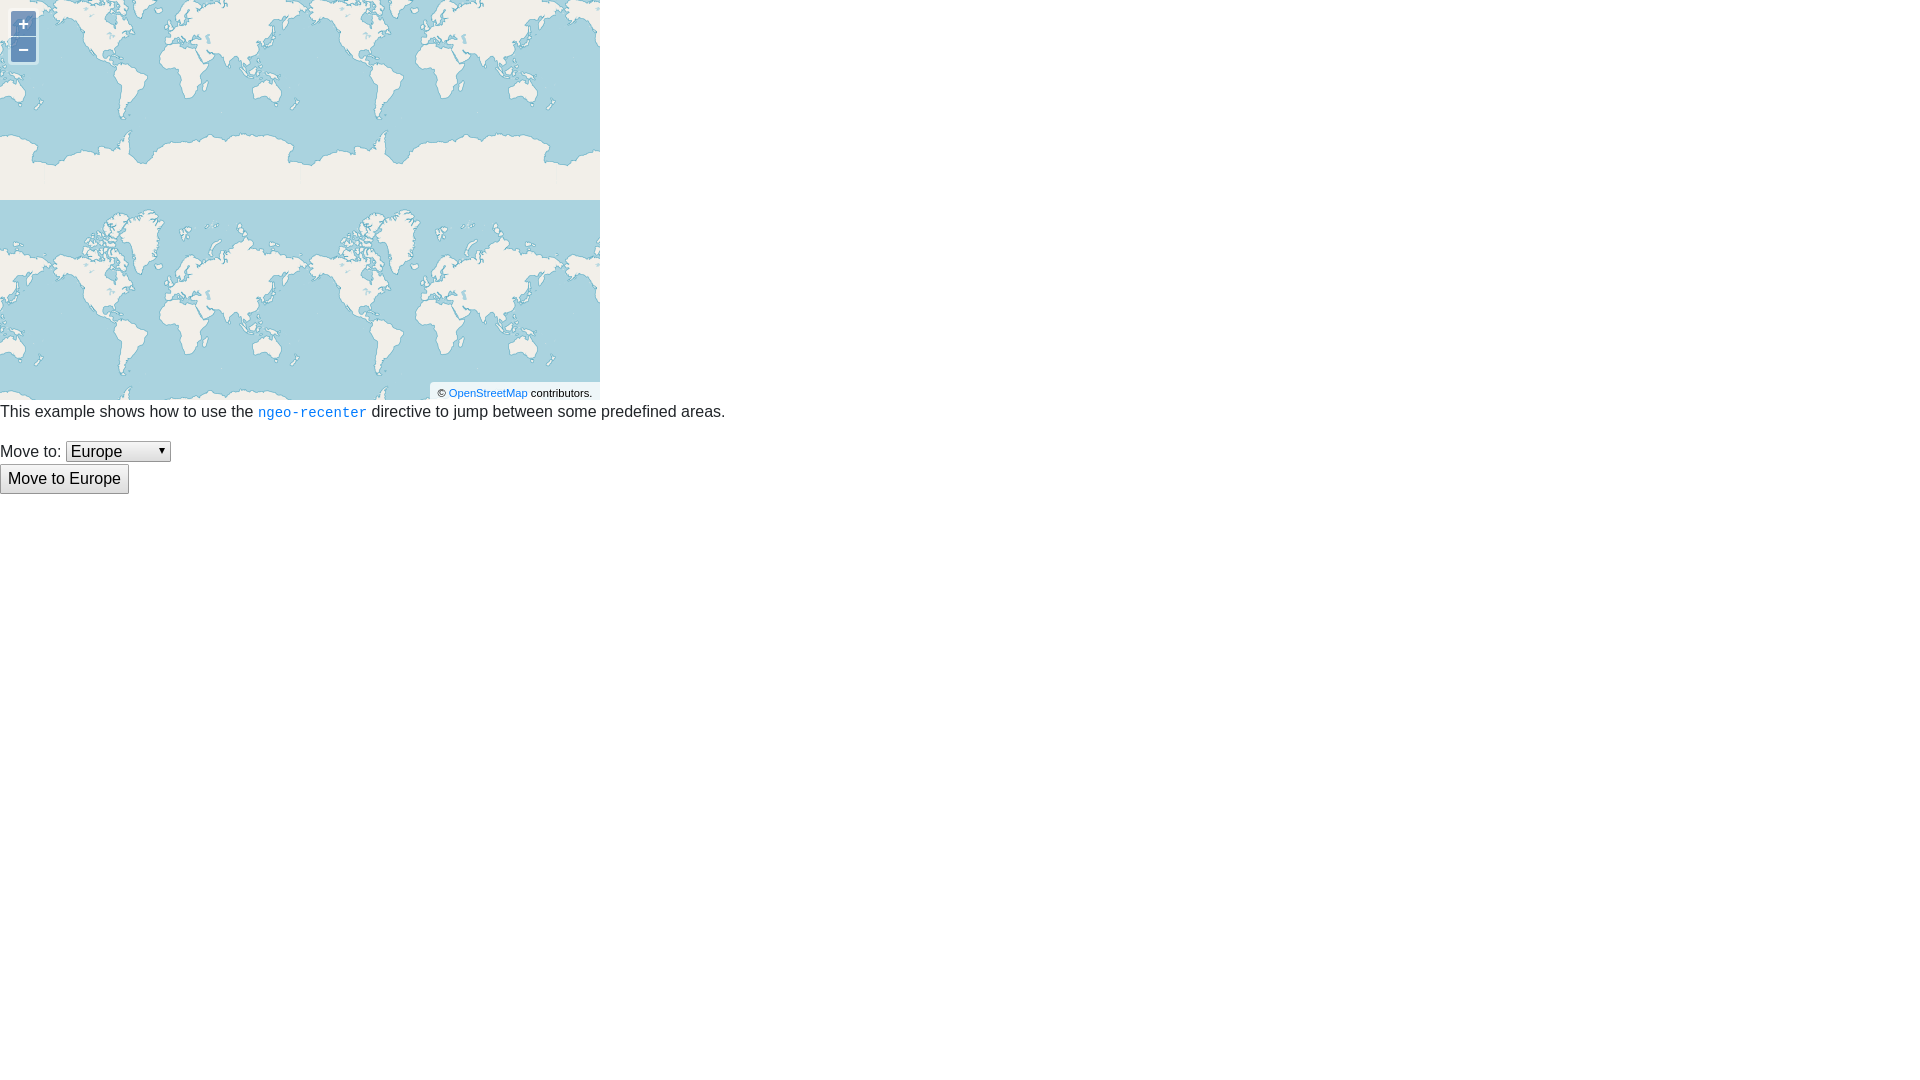 +
−
© OpenStreetMap contributors.
This example shows how to use the ngeo-recenter directive to jump between some predefined areas.
Move to: Europe
Move to Europe